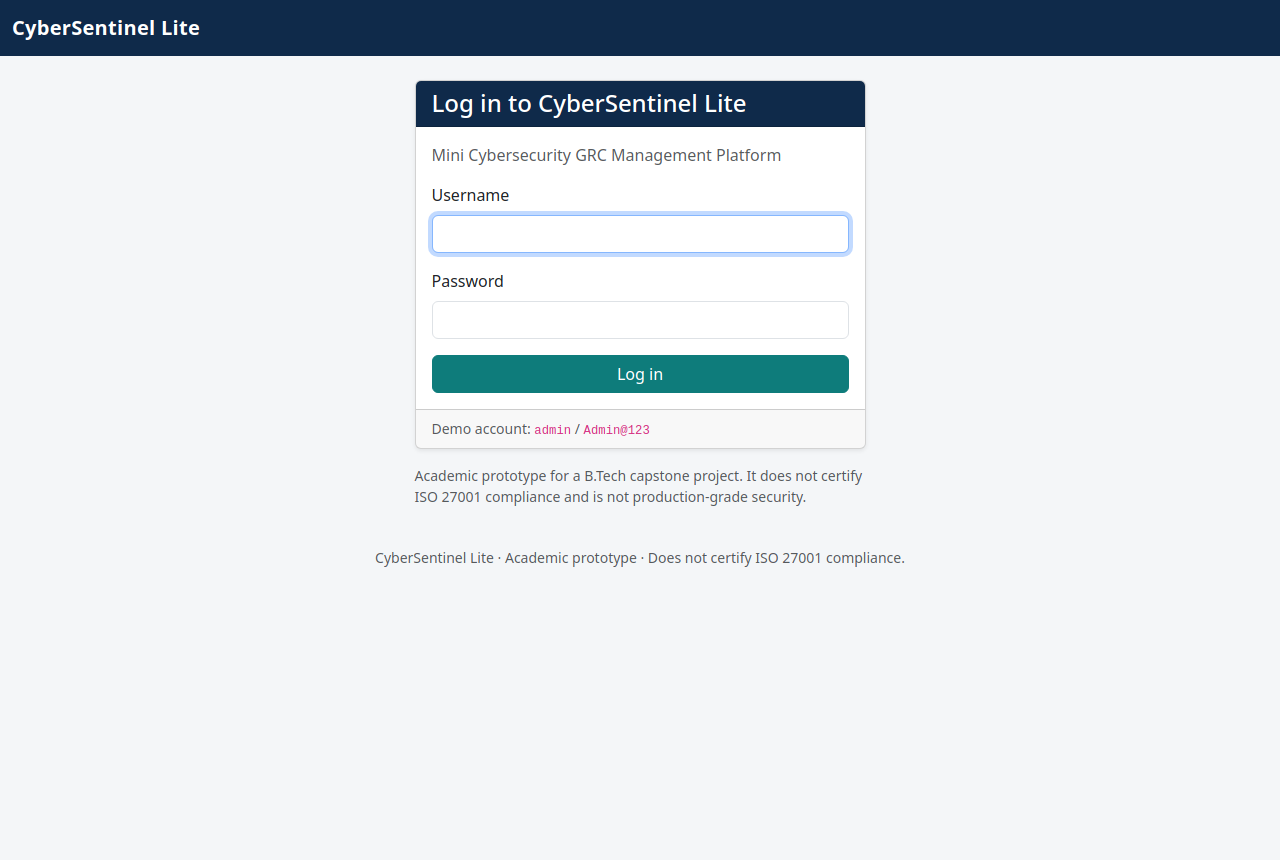 CyberSentinel Lite
Log in to CyberSentinel Lite
Mini Cybersecurity GRC Management Platform
Username
Password
Log in
Demo account: admin / Admin@123
Academic prototype for a B.Tech capstone project. It does not certify
ISO 27001 compliance and is not production-grade security.
CyberSentinel Lite · Academic prototype · Does not certify ISO 27001 compliance.